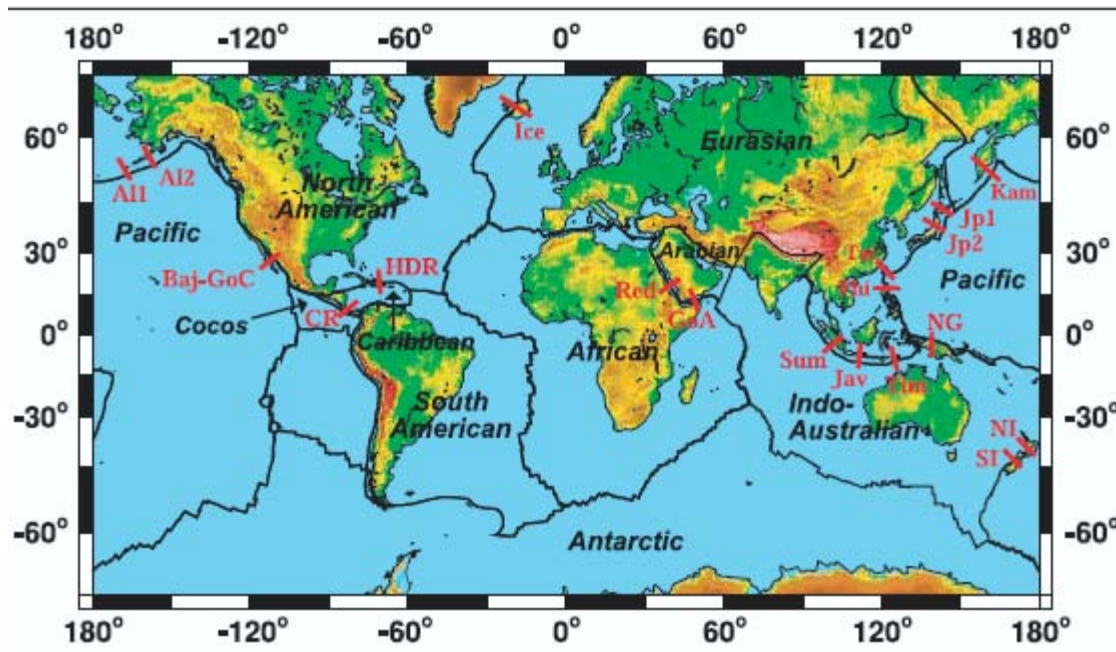 180° -120° -60° 0° 60° 120° 180°
60° 60°
Ice
Eurasian
Al1
Al2
North
American
Kam
Jp1
Jp2
Pacific
30° 30°
Arabian
Tai
Pacific
Baj-GoC
HDR
Red
Phi
GoA
Cocos
CR
Caribbean
0° 0°
African
NG
Sum
Jav
Tim
South
American
Indo-
Australian
-30° -30°
NI
SI
-60° -60°
Antarctic
180° -120° -60° 0° 60° 120° 180°